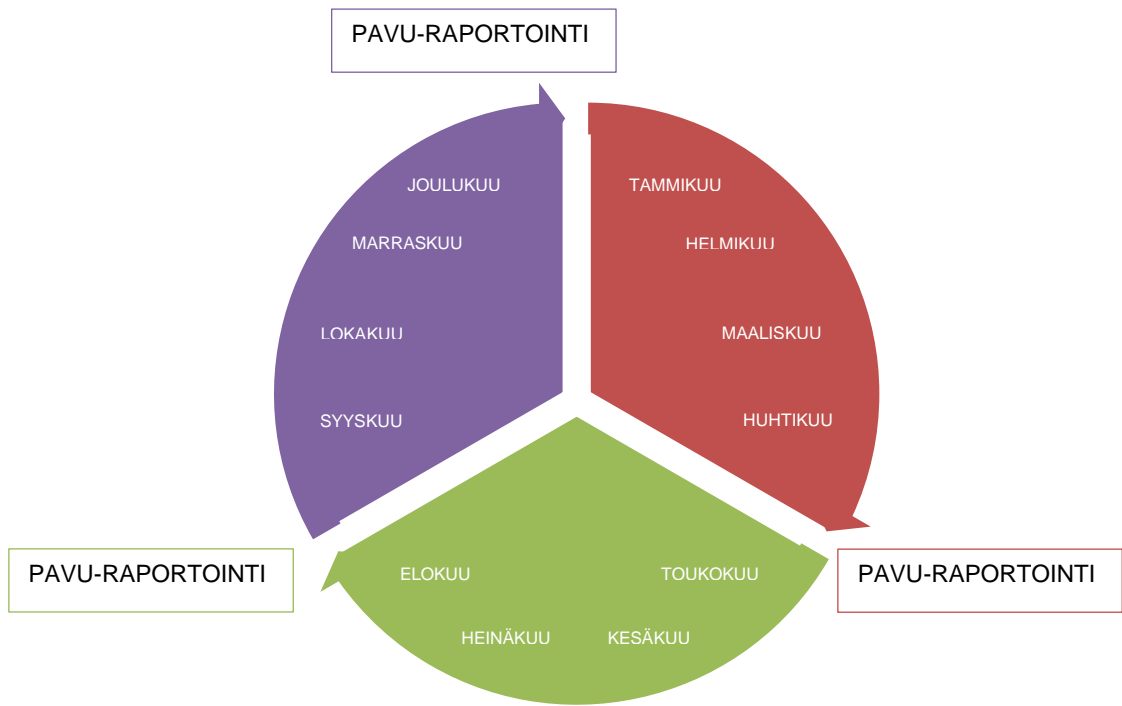 PAVU-RAPORTOINTI
JOULUKUU
TAMMIKUU
MARRASKUU
HELMIKUU
LOKAKUU
MAALISKUU
SYYSKUU
HUHTIKUU
PAVU-RAPORTOINTI
ELOKUU
TOUKOKUU
PAVU-RAPORTOINTI
HEINÄKUU
KESÄKUU